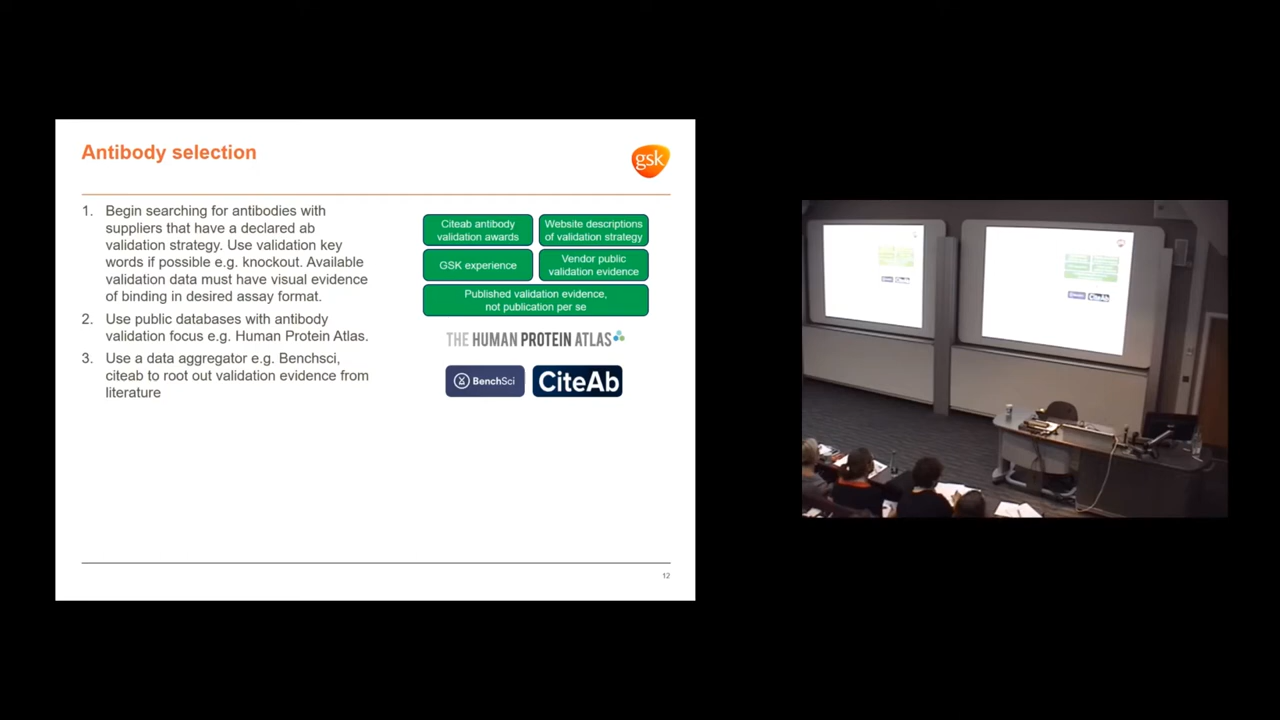 Antibody selection
gsk
1. Begin searching for antibodies with
suppliers that have a declared ab
validation strategy. Use validation key
words if possible e.g. knockout. Available
validation data must have visual evidence
of binding in desired assay format.
2. Use public databases with antibody
validation focus e.g. Human Protein Atlas.
3. Use a data aggregator e.g. Benchsci,
citeab to root out validation evidence from
literature
Citeab antibody
validation awards
Website descriptions
of validation strategy
GSK experience
Vendor public
validation evidence
Published validation evidence,
not publication per se
THE HUMAN PROTEIN ATLAS
BenchSci
CiteAb
12
CiteAb